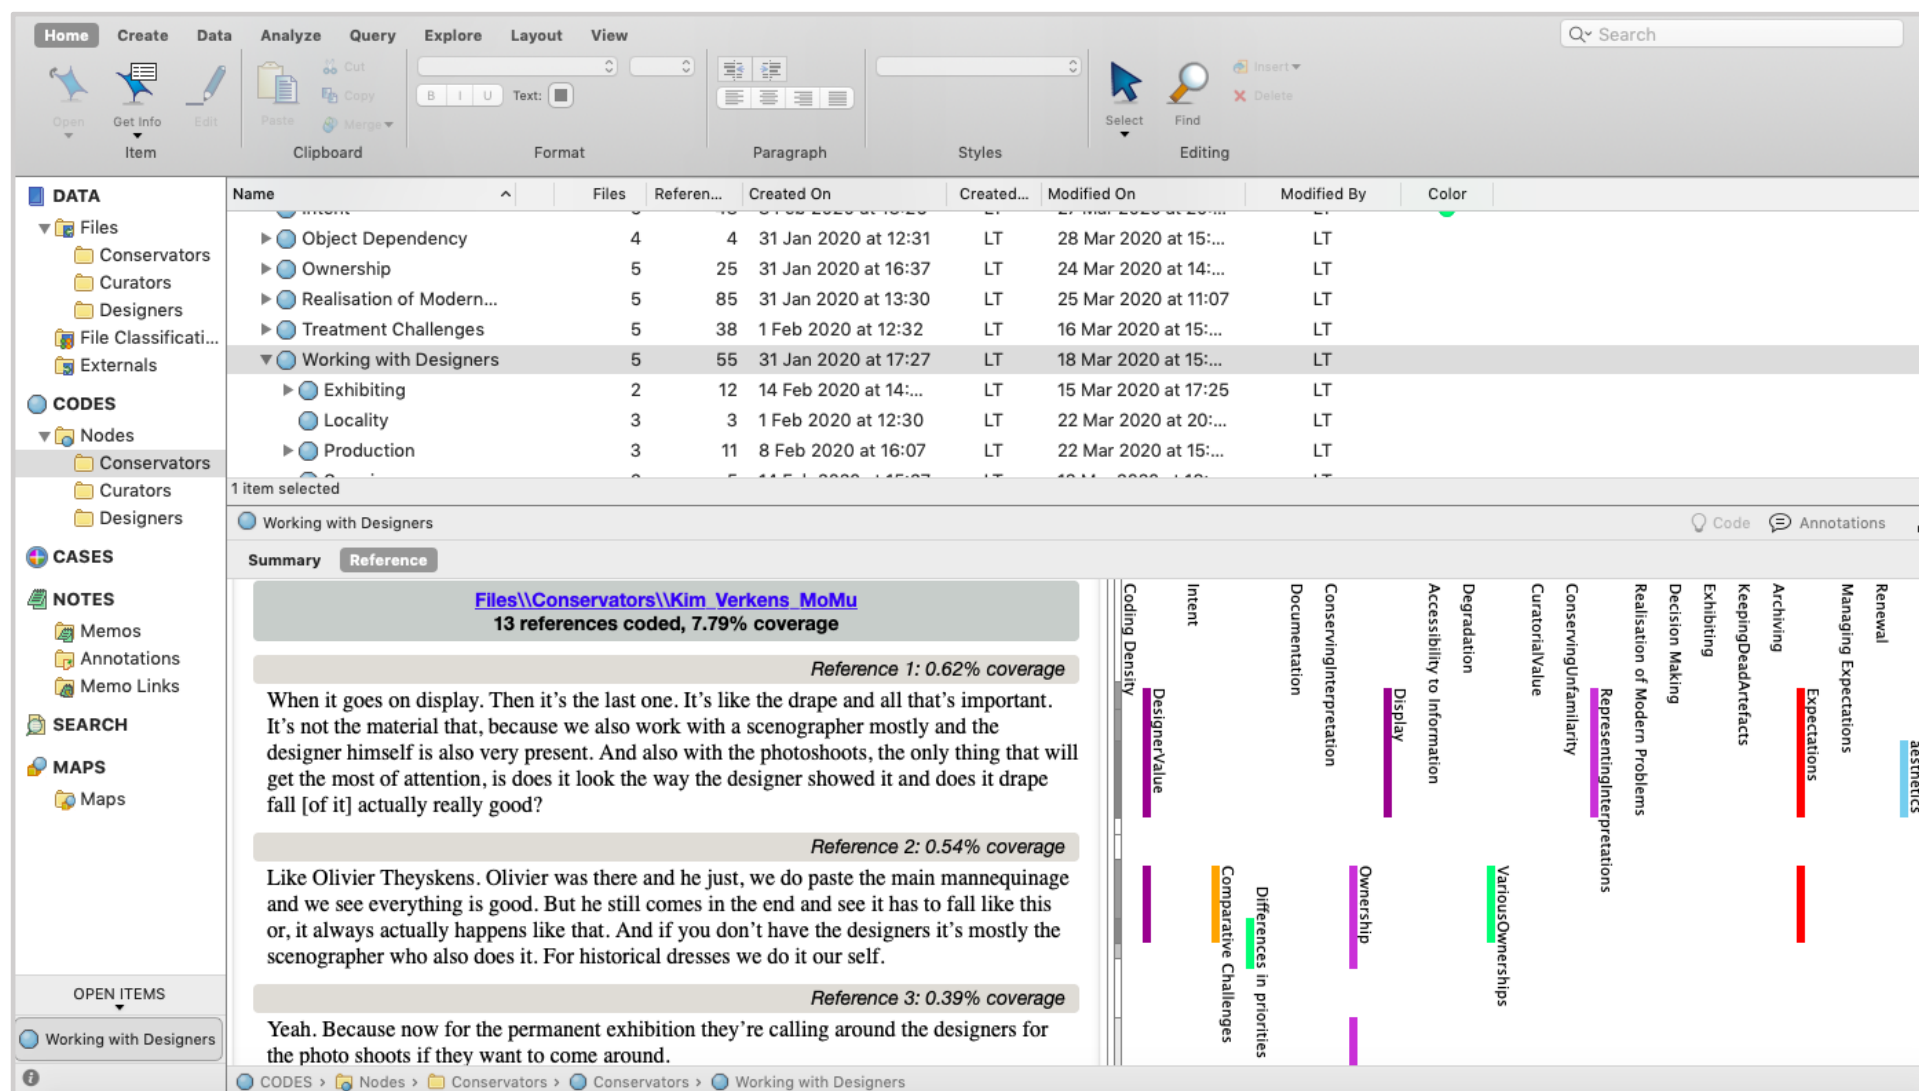 Home Create Data Analyze Query Explore Layout View
Search
Open Get Info Edit
Item
Paste Cut Copy Merge
Clipboard
B I U Text:
Format
Paragraph
Styles
Select Find
Insert
Delete
Editing
DATA
Files
Conservators
Curators
Designers
File Classificati...
Externals
CODES
Nodes
Conservators
Curators
Designers
CASES
NOTES
Memos
Annotations
Memo Links
SEARCH
MAPS
Maps
OPEN ITEMS
Working with Designers
Name Files Referen... Created On Created... Modified On Modified By Color
Object Dependency 4 4 31 Jan 2020 at 12:31 LT 28 Mar 2020 at 15:... LT
Ownership 5 25 31 Jan 2020 at 16:37 LT 24 Mar 2020 at 14:... LT
Realisation of Modern... 5 85 31 Jan 2020 at 13:30 LT 25 Mar 2020 at 11:07 LT
Treatment Challenges 5 38 1 Feb 2020 at 12:32 LT 16 Mar 2020 at 15:... LT
Working with Designers 5 55 31 Jan 2020 at 17:27 LT 18 Mar 2020 at 15:... LT
Exhibiting 2 12 14 Feb 2020 at 14:... LT 15 Mar 2020 at 17:25 LT
Locality 3 3 1 Feb 2020 at 12:30 LT 22 Mar 2020 at 20:... LT
Production 3 11 8 Feb 2020 at 16:07 LT 22 Mar 2020 at 15:... LT
1 item selected
Working with Designers
Code Annotations
Summary Reference
Files\\Conservators\\Kim_Verkens_MoMu
13 references coded, 7.79% coverage
Reference 1: 0.62% coverage
When it goes on display. Then it's the last one. It's like the drape and all that's important.
It's not the material that, because we also work with a scenographer mostly and the
designer himself is also very present. And also with the photoshoots, the only thing that will
get the most of attention, is does it look the way the designer showed it and does it drape
fall [of it] actually really good?
Reference 2: 0.54% coverage
Like Olivier Theyskens. Olivier was there and he just, we do paste the main mannequinage
and we see everything is good. But he still comes in the end and see it has to fall like this
or, it always actually happens like that. And if you don't have the designers it's mostly the
scenographer who also does it. For historical dresses we do it our self.
Reference 3: 0.39% coverage
Yeah. Because now for the permanent exhibition they're calling around the designers for
the photo shoots if they want to come around.
Coding Density
DesignerValue
Intent
Comparative Challenges
Differences in priorities
Documentation
ConservingInterpretation
Ownership
Display
Accessibility to Information
Degradation
VariousOwnerships
CuratorialValue
ConservingUnfamilarity
RepresentingInterpretations
Realisation of Modern Problems
Decision Making
Exhibiting
KeepingDeadArtefacts
Archiving
Expectations
Managing Expectations
Renewal
aesthetics
CODES › Nodes › Conservators › Conservators › Working with Designers